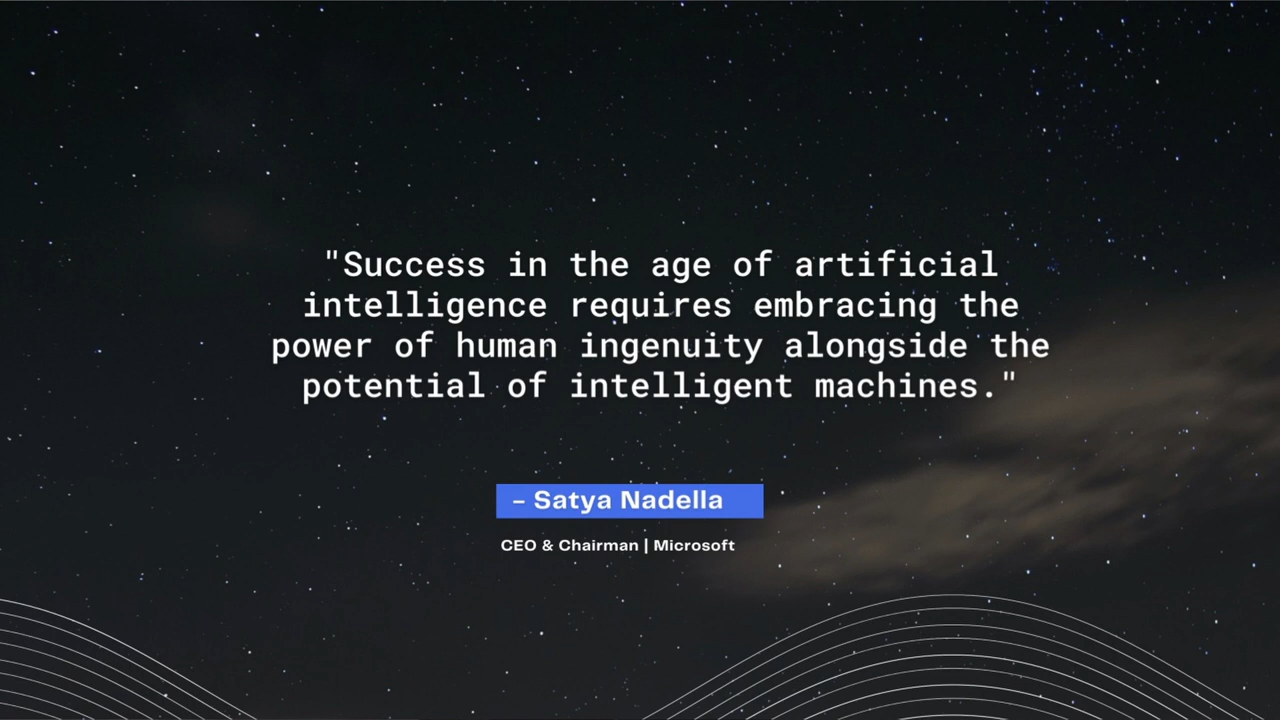 "Success in the age of artificial
intelligence requires embracing the
power of human ingenuity alongside the
potential of intelligent machines."
– Satya Nadella
CEO & Chairman | Microsoft